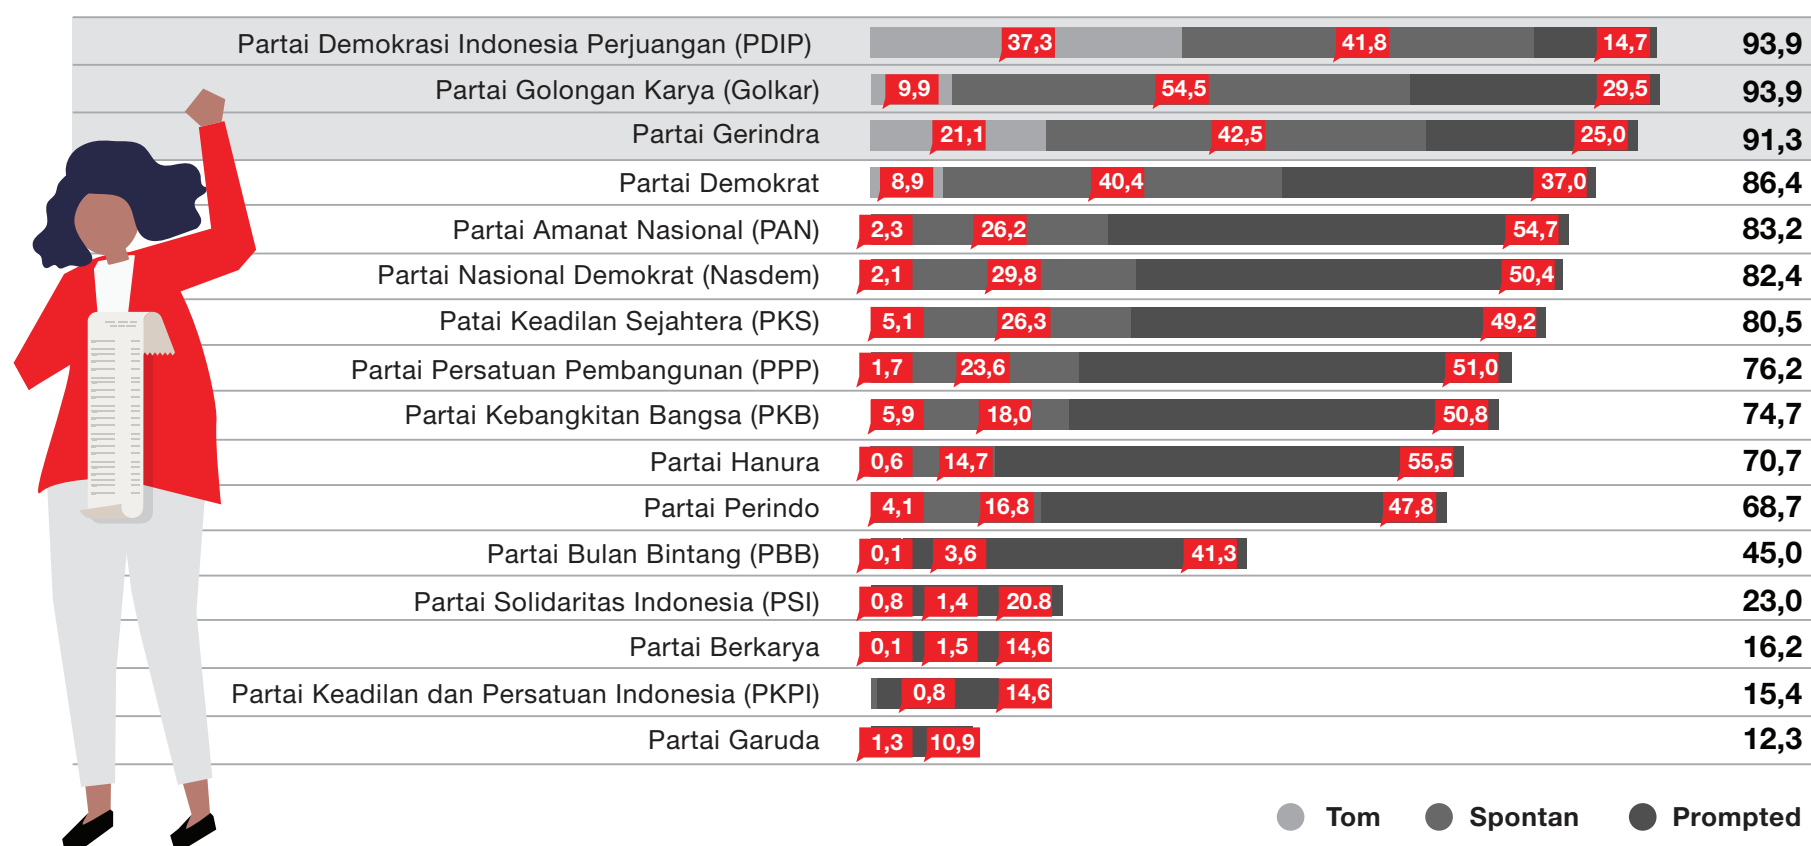 Partai Demokrasi Indonesia Perjuangan (PDIP) 37,3 41,8 14,7 93,9
Partai Golongan Karya (Golkar) 9,9 54,5 29,5 93,9
Partai Gerindra 21,1 42,5 25,0 91,3
Partai Demokrat 8,9 40,4 37,0 86,4
Partai Amanat Nasional (PAN) 2,3 26,2 54,7 83,2
Partai Nasional Demokrat (Nasdem) 2,1 29,8 50,4 82,4
Patai Keadilan Sejahtera (PKS) 5,1 26,3 49,2 80,5
Partai Persatuan Pembangunan (PPP) 1,7 23,6 51,0 76,2
Partai Kebangkitan Bangsa (PKB) 5,9 18,0 50,8 74,7
Partai Hanura 0,6 14,7 55,5 70,7
Partai Perindo 4,1 16,8 47,8 68,7
Partai Bulan Bintang (PBB) 0,1 3,6 41,3 45,0
Partai Solidaritas Indonesia (PSI) 0,8 1,4 20.8 23,0
Partai Berkarya 0,1 1,5 14,6 16,2
Partai Keadilan dan Persatuan Indonesia (PKPI) 0,8 14,6 15,4
Partai Garuda 1,3 10,9 12,3
Tom Spontan Prompted